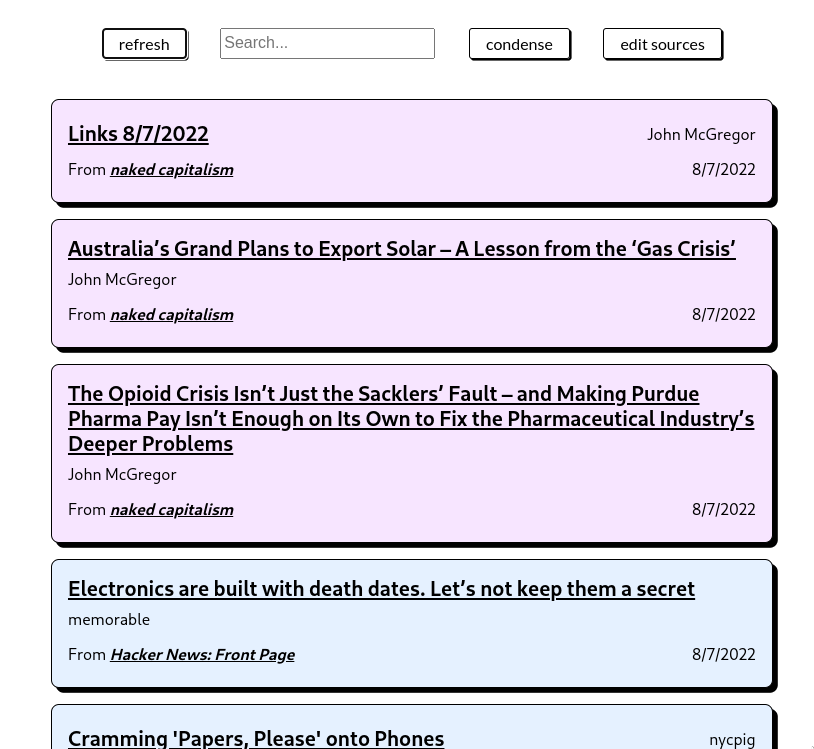 refresh Search... condense edit sources
Links 8/7/2022 John McGregor
From naked capitalism 8/7/2022
Australia’s Grand Plans to Export Solar – A Lesson from the ‘Gas Crisis’
John McGregor
From naked capitalism 8/7/2022
The Opioid Crisis Isn’t Just the Sacklers’ Fault – and Making Purdue
Pharma Pay Isn’t Enough on Its Own to Fix the Pharmaceutical Industry’s
Deeper Problems
John McGregor
From naked capitalism 8/7/2022
Electronics are built with death dates. Let’s not keep them a secret
memorable
From Hacker News: Front Page 8/7/2022
Cramming 'Papers, Please' onto Phones nycpig